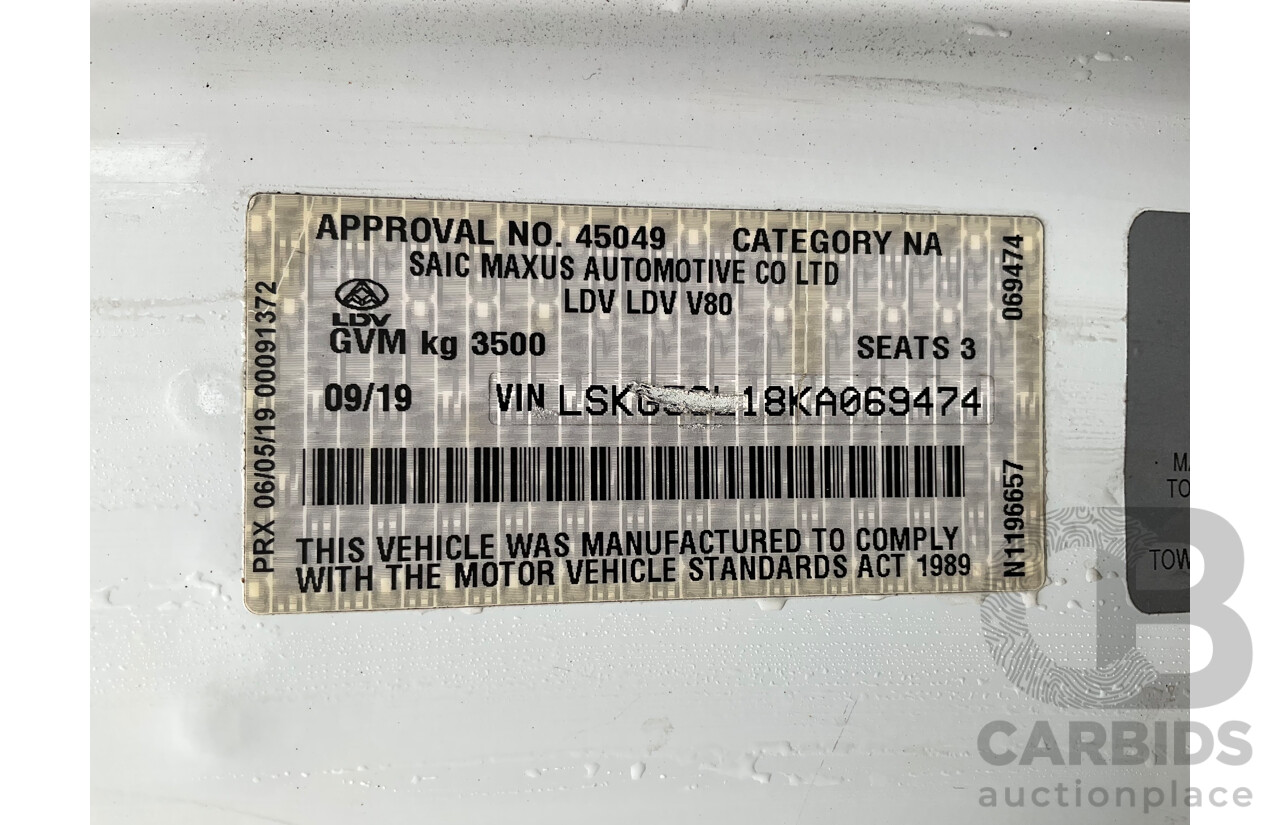 APPROVAL NO. 45049 CATEGORY NA
SAIC MAXUS AUTOMOTIVE CO LTD
LDV LDV V80
LDV
GVM kg 3500 SEATS 3
09/19 VIN
THIS VEHICLE WAS MANUFACTURED TO COMPLY
WITH THE MOTOR VEHICLE STANDARDS ACT 1989
PRX 06/05/19 00091372
069474
N1196657
CB
CARBIDS
auctionplace